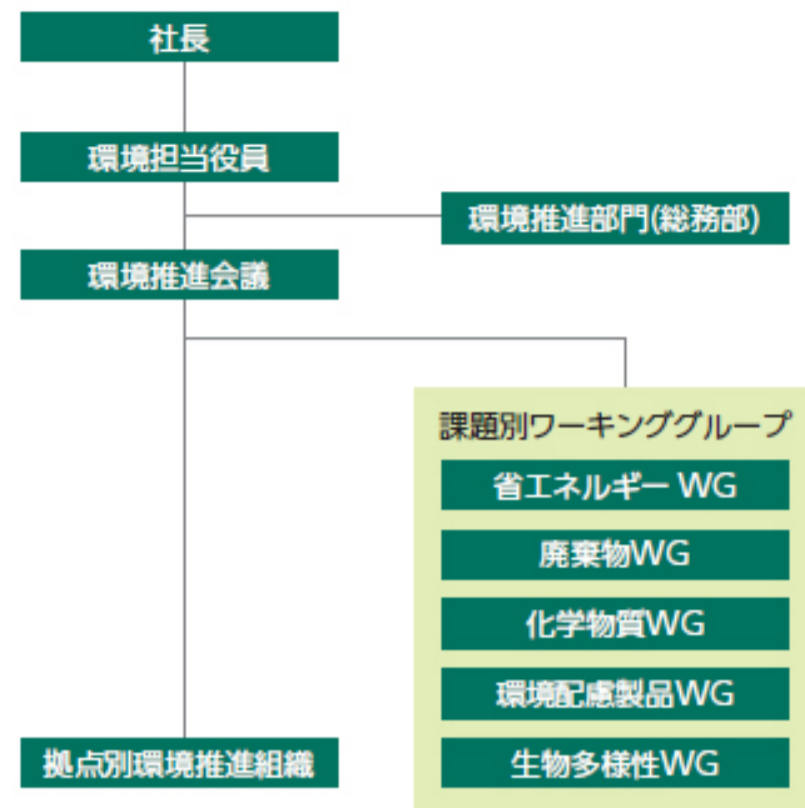 社長
環境担当役員
環境推進部門(総務部)
環境推進会議
課題別ワーキンググループ
省エネルギー WG
廃棄物WG
化学物質WG
環境配慮製品WG
生物多様性WG
拠点別環境推進組織